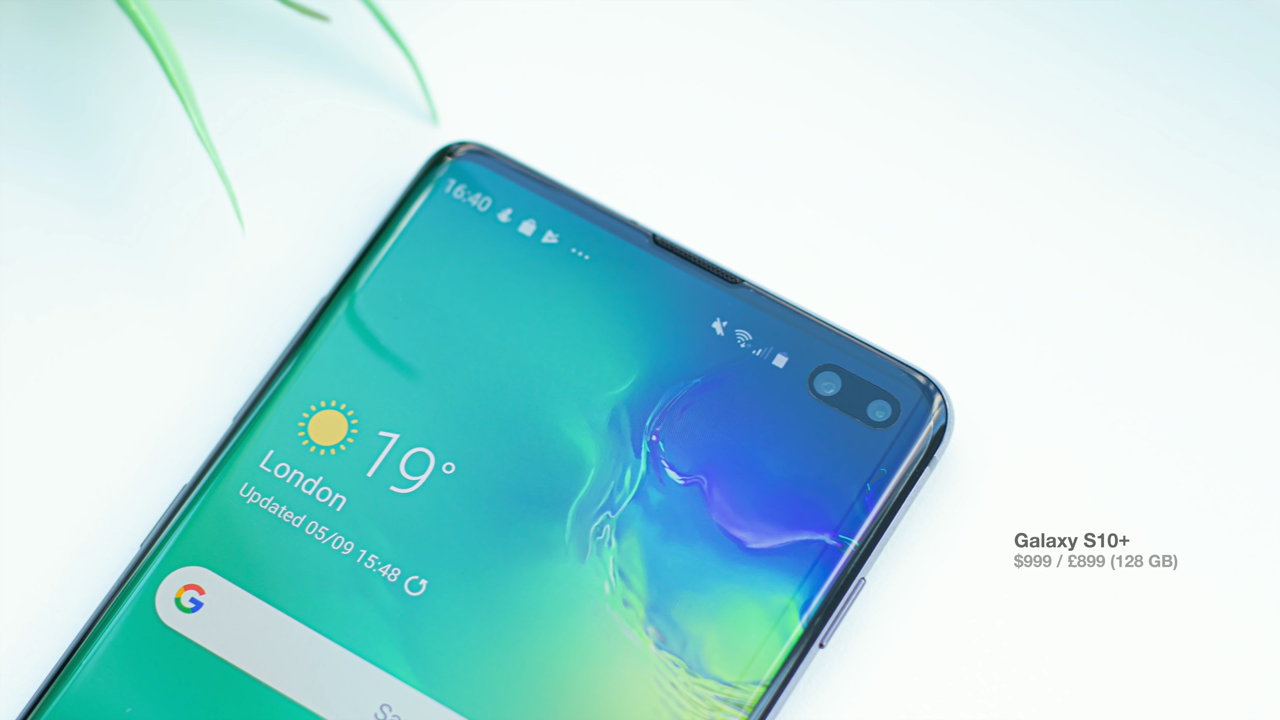 16:40
19°
London
Updated 05/09 15:48
G
Galaxy S10+
$999 / £899 (128 GB)